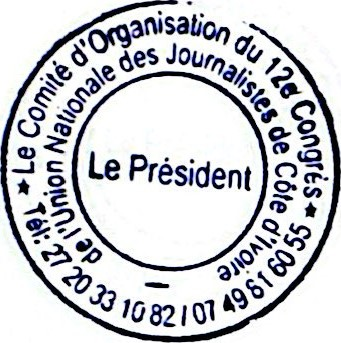 ★ Le Comité d'Organisation du 12e Congrès ★
de l'Union Nationale des Journalistes de Côte d'Ivoire
Le Président
Tél: 27 20 33 10 82 / 07 49 61 60 55